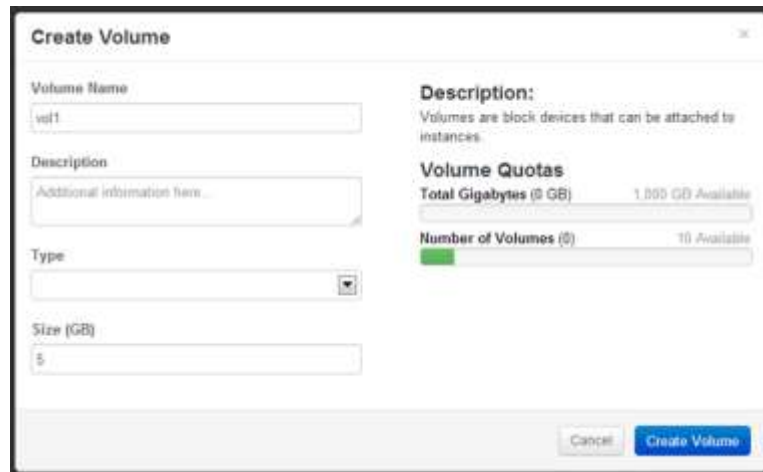 Create Volume
×
Volume Name
vol1
Description
Additional information here...
Type
Size (GB)
5
Description:
Volumes are block devices that can be attached to
instances.
Volume Quotas
Total Gigabytes (0 GB) 1,000 GB Available
Number of Volumes (0) 10 Available
Cancel
Create Volume